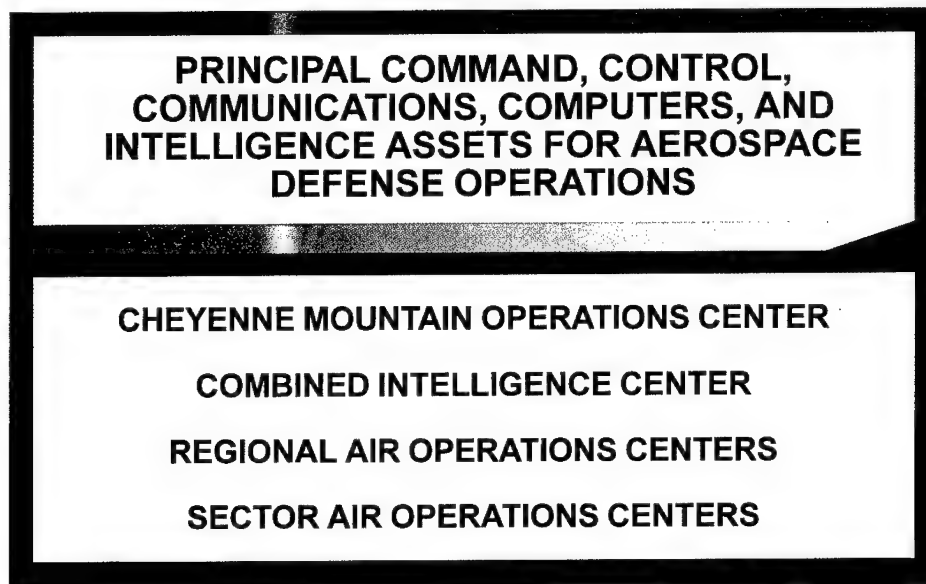 PRINCIPAL COMMAND, CONTROL,
COMMUNICATIONS, COMPUTERS, AND
INTELLIGENCE ASSETS FOR AEROSPACE
DEFENSE OPERATIONS
CHEYENNE MOUNTAIN OPERATIONS CENTER
COMBINED INTELLIGENCE CENTER
REGIONAL AIR OPERATIONS CENTERS
SECTOR AIR OPERATIONS CENTERS